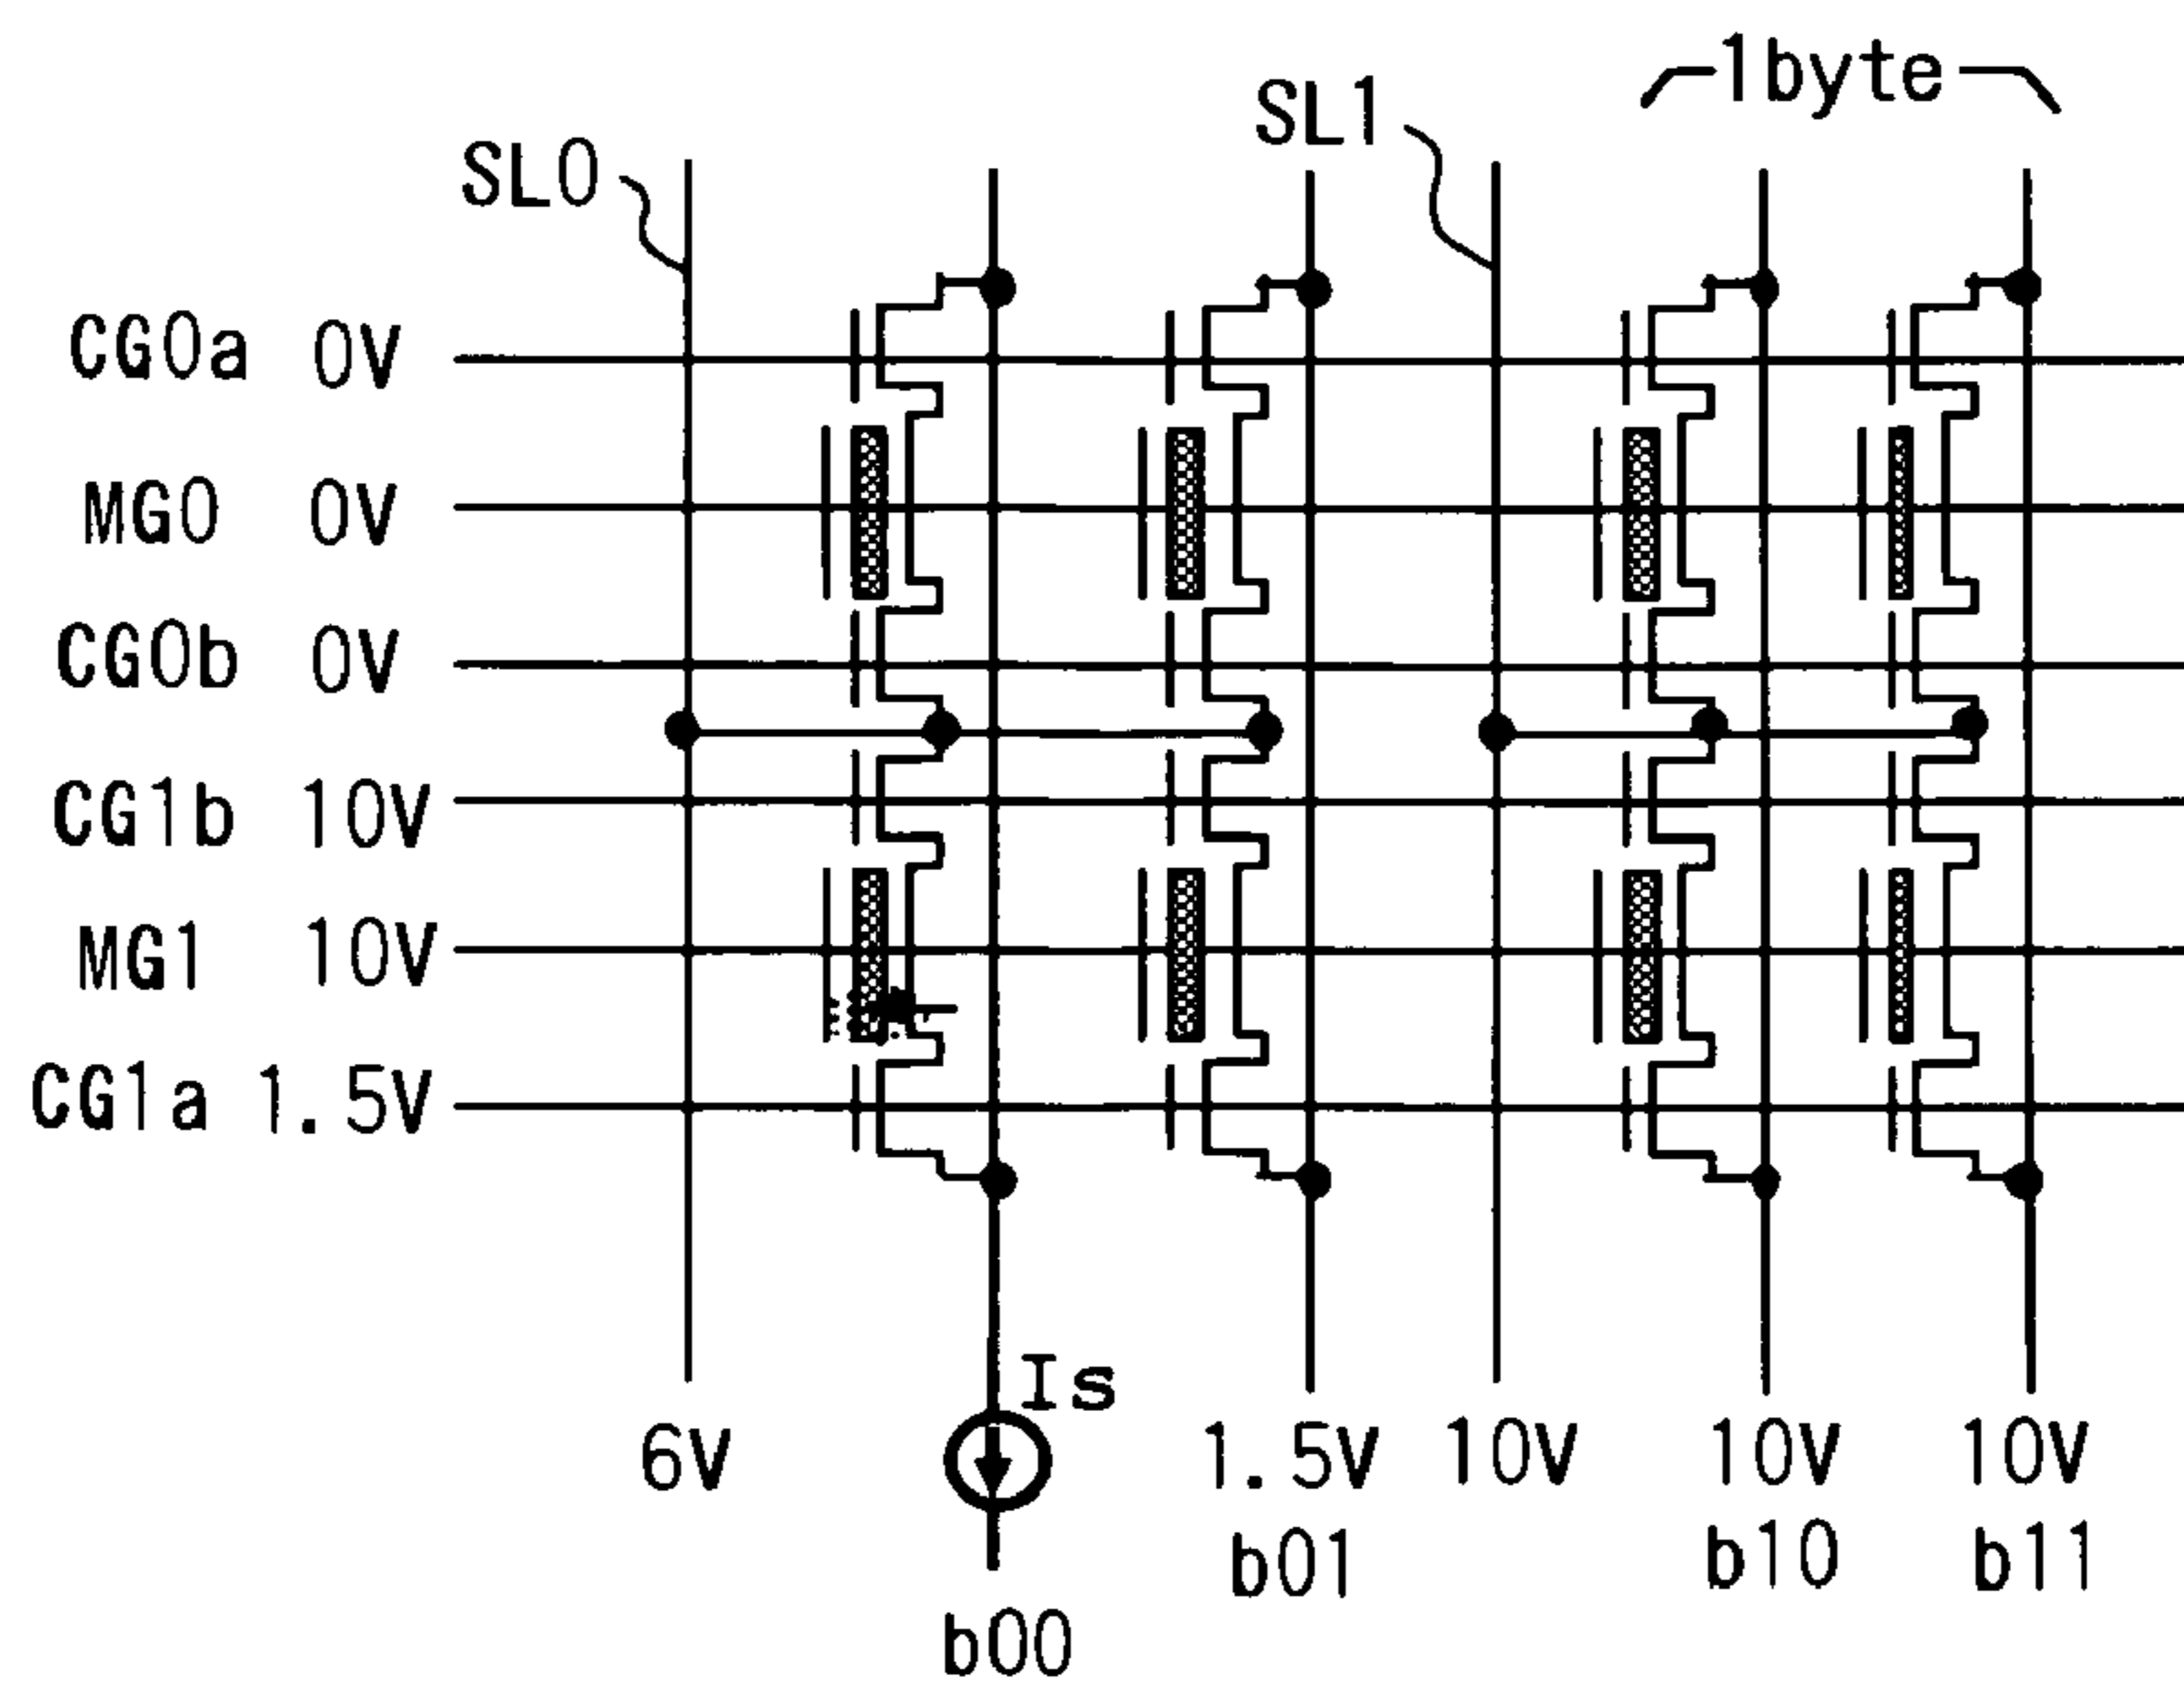 1byte
SL1
SL0
CG0a 0V
MG0 0V
CG0b 0V
CG1b 10V
MG1 10V
CG1a 1.5V
Is
6V 1.5V 10V 10V 10V
b01 b10 b11
b00